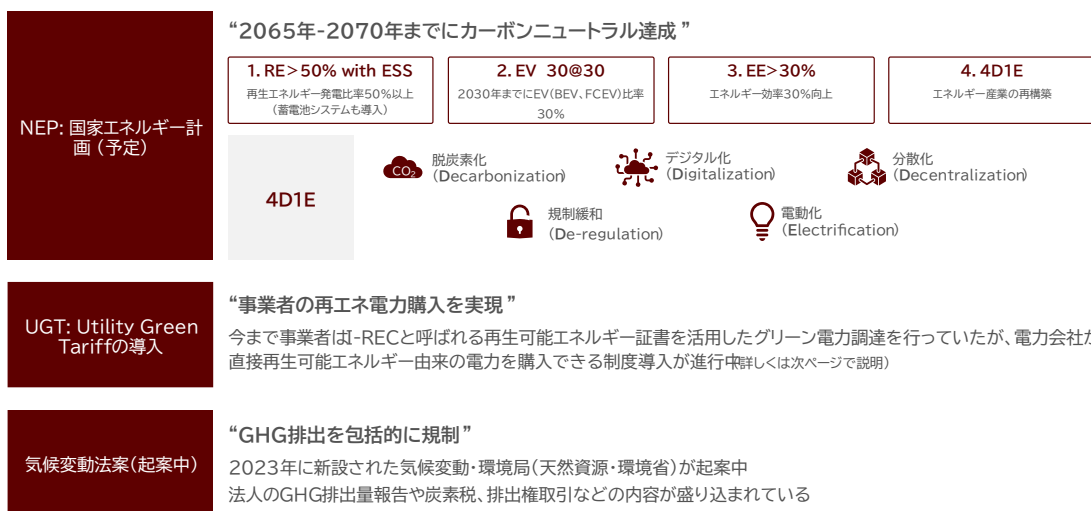 NEP: 国家エネルギー計
画 (予定)
“2065年-2070年までにカーボンニュートラル達成 ”
1. RE>50% with ESS
再生エネルギー発電比率50%以上
（蓄電池システムも導入）
2. EV 30@30
2030年までにEV(BEV、FCEV)比率
30%
3. EE>30%
エネルギー効率30%向上
4. 4D1E
エネルギー産業の再構築
4D1E
CO₂
脱炭素化
(Decarbonization)
デジタル化
(Digitalization)
分散化
(Decentralization)
規制緩和
(De-regulation)
電動化
(Electrification)
UGT: Utility Green
Tariffの導入
“事業者の再エネ電力購入を実現 ”
今まで事業者はI-RECと呼ばれる再生可能エネルギー証書を活用したグリーン電力調達を行っていたが、電力会社か
直接再生可能エネルギー由来の電力を購入できる制度導入が進行中詳しくは次ページで説明）
気候変動法案(起案中)
“GHG排出を包括的に規制”
2023年に新設された気候変動・環境局(天然資源・環境省)が起案中
法人のGHG排出量報告や炭素税、排出権取引などの内容が盛り込まれている